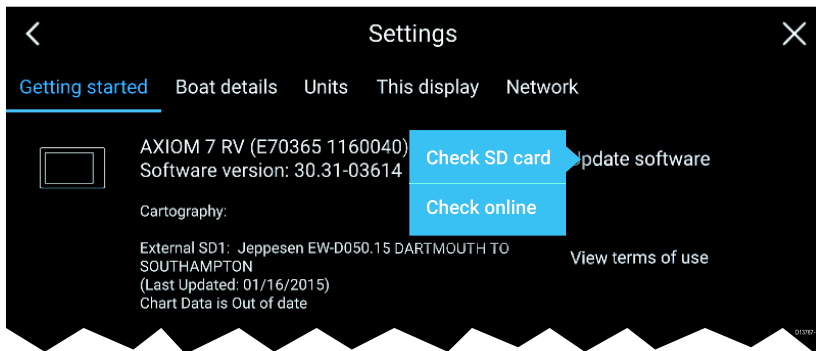 Settings
Getting started Boat details Units This display Network
AXIOM 7 RV (E70365 1160040)
Software version: 30.31-03614
Check SD card
Update software
Check online
Cartography:
External SD1: Jeppesen EW-D050.15 DARTMOUTH TO
SOUTHAMPTON
(Last Updated: 01/16/2015)
Chart Data is Out of date
View terms of use
D13767-